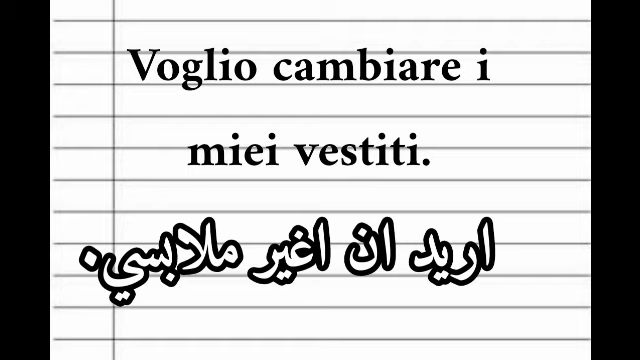 Voglio cambiare i
miei vestiti.
اريد ان اغير ملابسي.